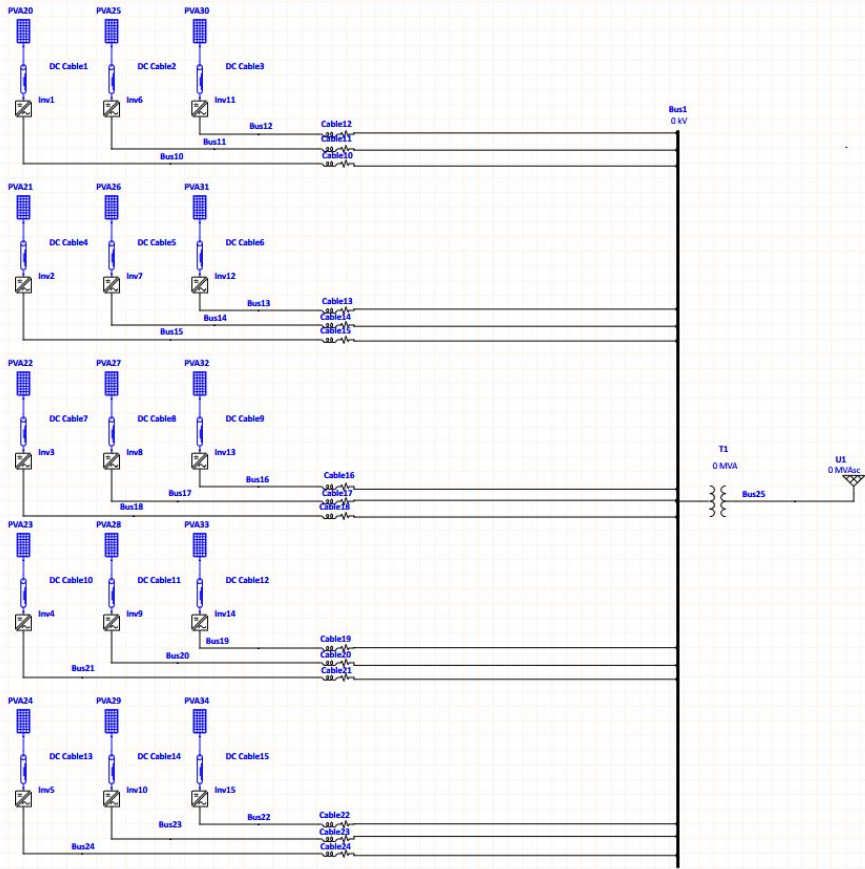 PVA20 PVA25 PVA30
DC Cable1 DC Cable2 DC Cable3
Inv1 Inv6 Inv11
Bus1
0 kV
Bus12 Cable12
Bus11 Cable11
Bus10 Cable10
PVA21 PVA26 PVA31
DC Cable4 DC Cable5 DC Cable6
Inv2 Inv7 Inv12
Bus13 Cable13
Bus14 Cable14
Bus15 Cable15
PVA22 PVA27 PVA32
DC Cable7 DC Cable8 DC Cable9
Inv3 Inv8 Inv13
T1
0 MVA
U1
0 MVAsc
Bus16 Cable16
Bus17 Cable17
Bus25
Bus18 Cable18
PVA23 PVA28 PVA33
DC Cable10 DC Cable11 DC Cable12
Inv4 Inv9 Inv14
Bus19 Cable19
Bus20 Cable20
Bus21 Cable21
PVA24 PVA29 PVA34
DC Cable13 DC Cable14 DC Cable15
Inv5 Inv10 Inv15
Bus22 Cable22
Bus23 Cable23
Bus24 Cable24